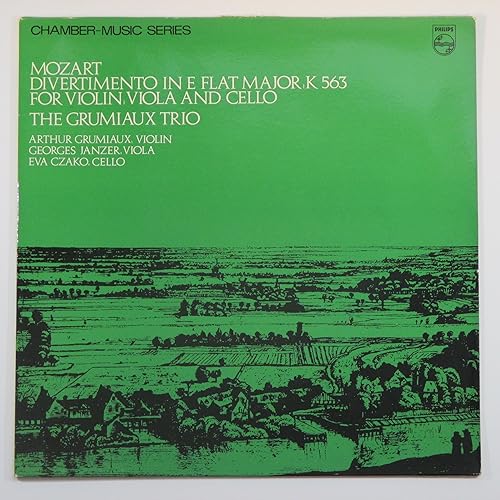 CHAMBER-MUSIC SERIES
PHILIPS
MOZART
DIVERTIMENTO IN E FLAT MAJOR, K 563
FOR VIOLIN, VIOLA AND CELLO
THE GRUMIAUX TRIO
ARTHUR GRUMIAUX, VIOLIN
GEORGES JANZER, VIOLA
EVA CZAKO, CELLO